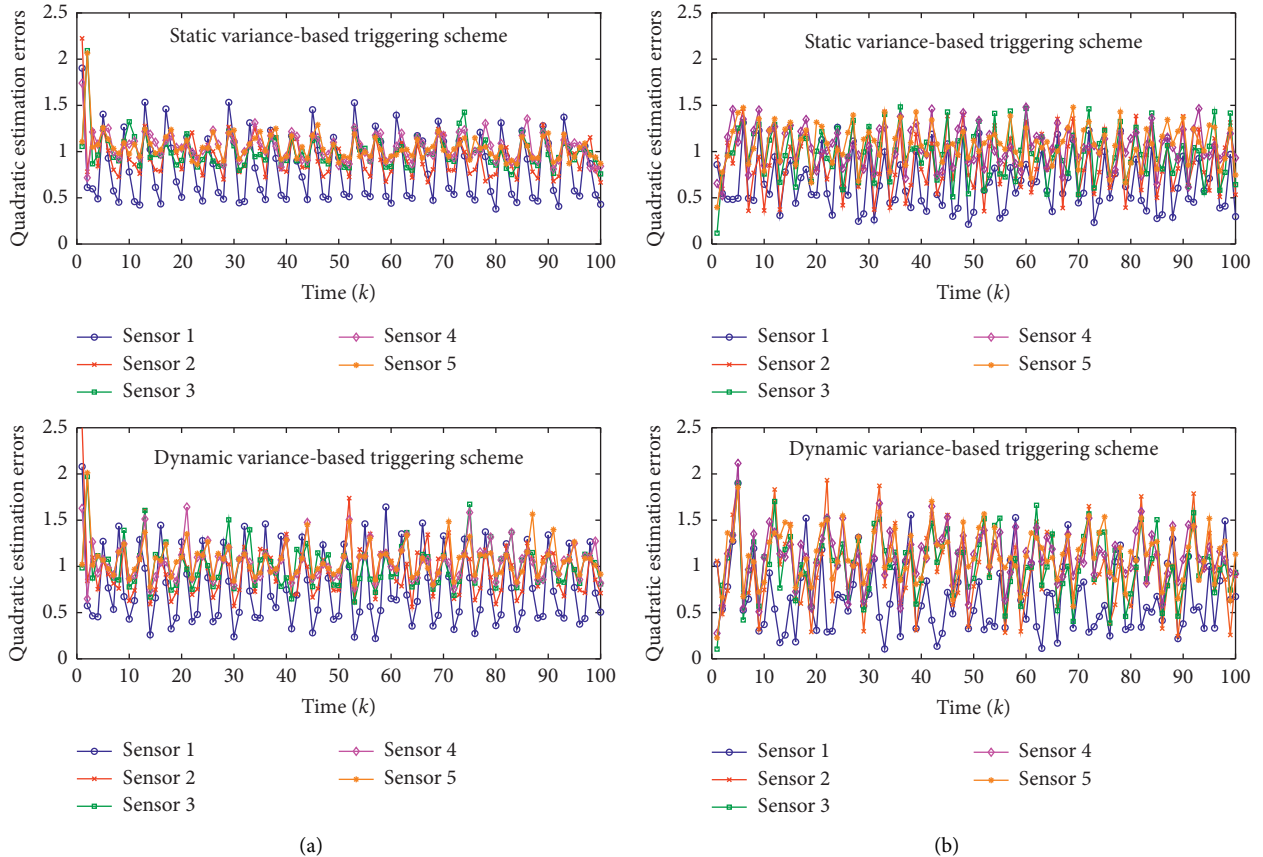 Static variance-based triggering scheme
Quadratic estimation errors
2.5
2
1.5
1
0.5
0
0 10 20 30 40 50 60 70 80 90 100
Time (k)
Sensor 1
Sensor 2
Sensor 3
Sensor 4
Sensor 5
Dynamic variance-based triggering scheme
Quadratic estimation errors
2.5
2
1.5
1
0.5
0
0 10 20 30 40 50 60 70 80 90 100
Time (k)
Sensor 1
Sensor 2
Sensor 3
Sensor 4
Sensor 5
(a)
Static variance-based triggering scheme
Quadratic estimation errors
2.5
2
1.5
1
0.5
0
0 10 20 30 40 50 60 70 80 90 100
Time (k)
Sensor 1
Sensor 2
Sensor 3
Sensor 4
Sensor 5
Dynamic variance-based triggering scheme
Quadratic estimation errors
2.5
2
1.5
1
0.5
0
0 10 20 30 40 50 60 70 80 90 100
Time (k)
Sensor 1
Sensor 2
Sensor 3
Sensor 4
Sensor 5
(b)